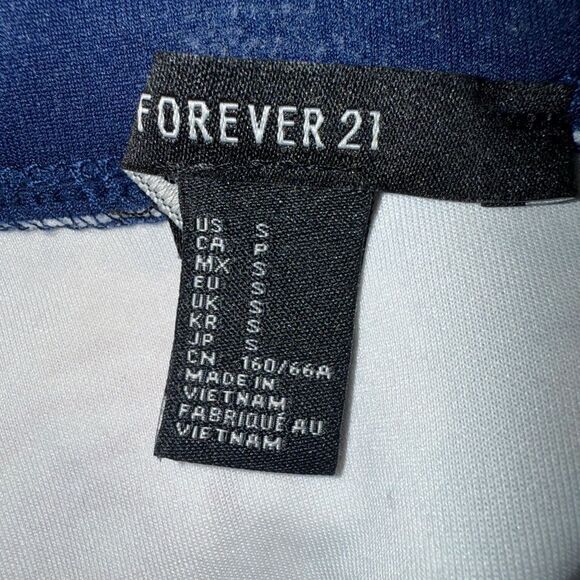 FOREVER 21
US S
CA P
MX S
EU S
UK S
KR S
JP S
CN 160/66A
MADE IN
VIETNAM
FABRIQUÉ AU
VIETNAM